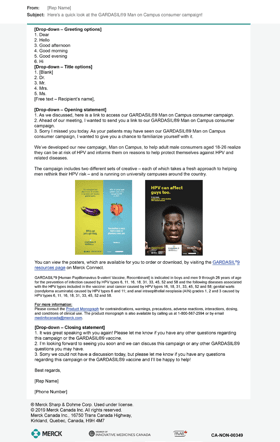 From: [Rep Name]
Subject: Here's a quick look at the GARDASIL®9 Man on Campus consumer campaign!
[Drop-down – Greeting options]
1. Dear
2. Hello
3. Good afternoon
4. Good morning
5. Good evening
6. Hi
[Drop-down – Title options]
1. [Blank]
2. Dr.
3. Mr.
4. Mrs.
5. Ms.
[Free text – Recipient's name],
[Drop-down – Opening statement]
1. As we discussed, here is a link to access our GARDASIL®9 Man on Campus consumer campaign.
2. Ahead of our meeting, I wanted to send you a link to our GARDASIL®9 Man on Campus consumer
campaign.
3. Sorry I missed you today. As your patients may have seen our GARDASIL®9 Man on Campus
consumer campaign, I wanted to give you a chance to familiarize yourself with it.
We've developed our new campaign, Man on Campus, to help adult male consumers aged 18-26 realize
they can be at risk of HPV and inform them on reasons to help protect themselves against HPV and
related diseases.
The campaign includes two different sets of creative – each of which takes a fresh approach to helping
men rethink their HPV risk – and is running on university campuses around the country.
HPV can affect
guys too.
You can view the posters, which are available for you to order or download, by visiting the GARDASIL®9
resources page on Merck Connect.
GARDASIL®9 [Human Papillomavirus 9-valent Vaccine, Recombinant] is indicated in boys and men 9 through 26 years of age
for the prevention of infection caused by HPV types 6, 11, 16, 18, 31, 33, 45, 52 and 58 and the following diseases associated
with the HPV types included in the vaccine: anal cancer caused by HPV types 16, 18, 31, 33, 45, 52 and 58; genital warts
(condyloma acuminata) caused by HPV types 6 and 11; and anal intraepithelial neoplasia (AIN) grades 1, 2 and 3 caused by
HPV types 6, 11, 16, 18, 31, 33, 45, 52 and 58.
For more information:
Please consult the Product Monograph for contraindications, warnings, precautions, adverse reactions, interactions, dosing,
and conditions of clinical use. The product monograph is also available by calling us at 1-800-567-2594 or by email
medinfocanada@merck.com.
[Drop-down – Closing statement]
1. It was great speaking with you again! Please let me know if you have any other questions regarding
this campaign or the GARDASIL®9 vaccine.
2. I'm looking forward to seeing you soon and we can discuss this campaign or any other GARDASIL®9
questions you may have.
3. Sorry we could not have a discussion today, but please let me know if you have any questions
regarding this campaign or the GARDASIL®9 vaccine and I'll be happy to help!
Best regards,
[Rep Name]
[Phone Number]
® Merck Sharp & Dohme Corp. Used under license.
© 2019 Merck Canada Inc. All rights reserved.
Merck Canada Inc. 16750 Trans Canada Highway,
Kirkland, Quebec, Canada, H9H 4M7
MERCK
INNOVATIVE MEDICINES CANADA
PAAB
CA-NON-00349